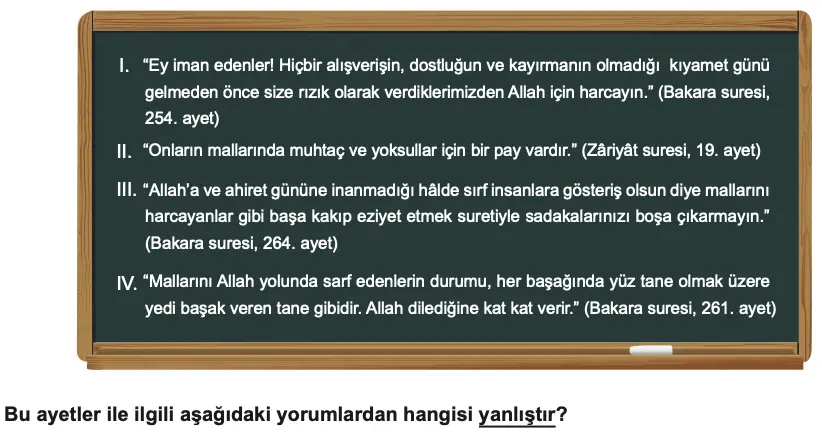 I. “Ey iman edenler! Hiçbir alışverişin, dostluğun ve kayırmanın olmadığı kıyamet günü
gelmeden önce size rızık olarak verdiklerimizden Allah için harcayın.” (Bakara suresi,
254. ayet)
II. “Onların mallarında muhtaç ve yoksullar için bir pay vardır.” (Zâriyât suresi, 19. ayet)
III. “Allah’a ve ahiret gününe inanmadığı hâlde sırf insanlara gösteriş olsun diye mallarını
harcayanlar gibi başa kakıp eziyet etmek suretiyle sadakalarınızı boşa çıkarmayın.”
(Bakara suresi, 264. ayet)
IV. “Mallarını Allah yolunda sarf edenlerin durumu, her başağında yüz tane olmak üzere
yedi başak veren tane gibidir. Allah dilediğine kat kat verir.” (Bakara suresi, 261. ayet)
Bu ayetler ile ilgili aşağıdaki yorumlardan hangisi yanlıştır?